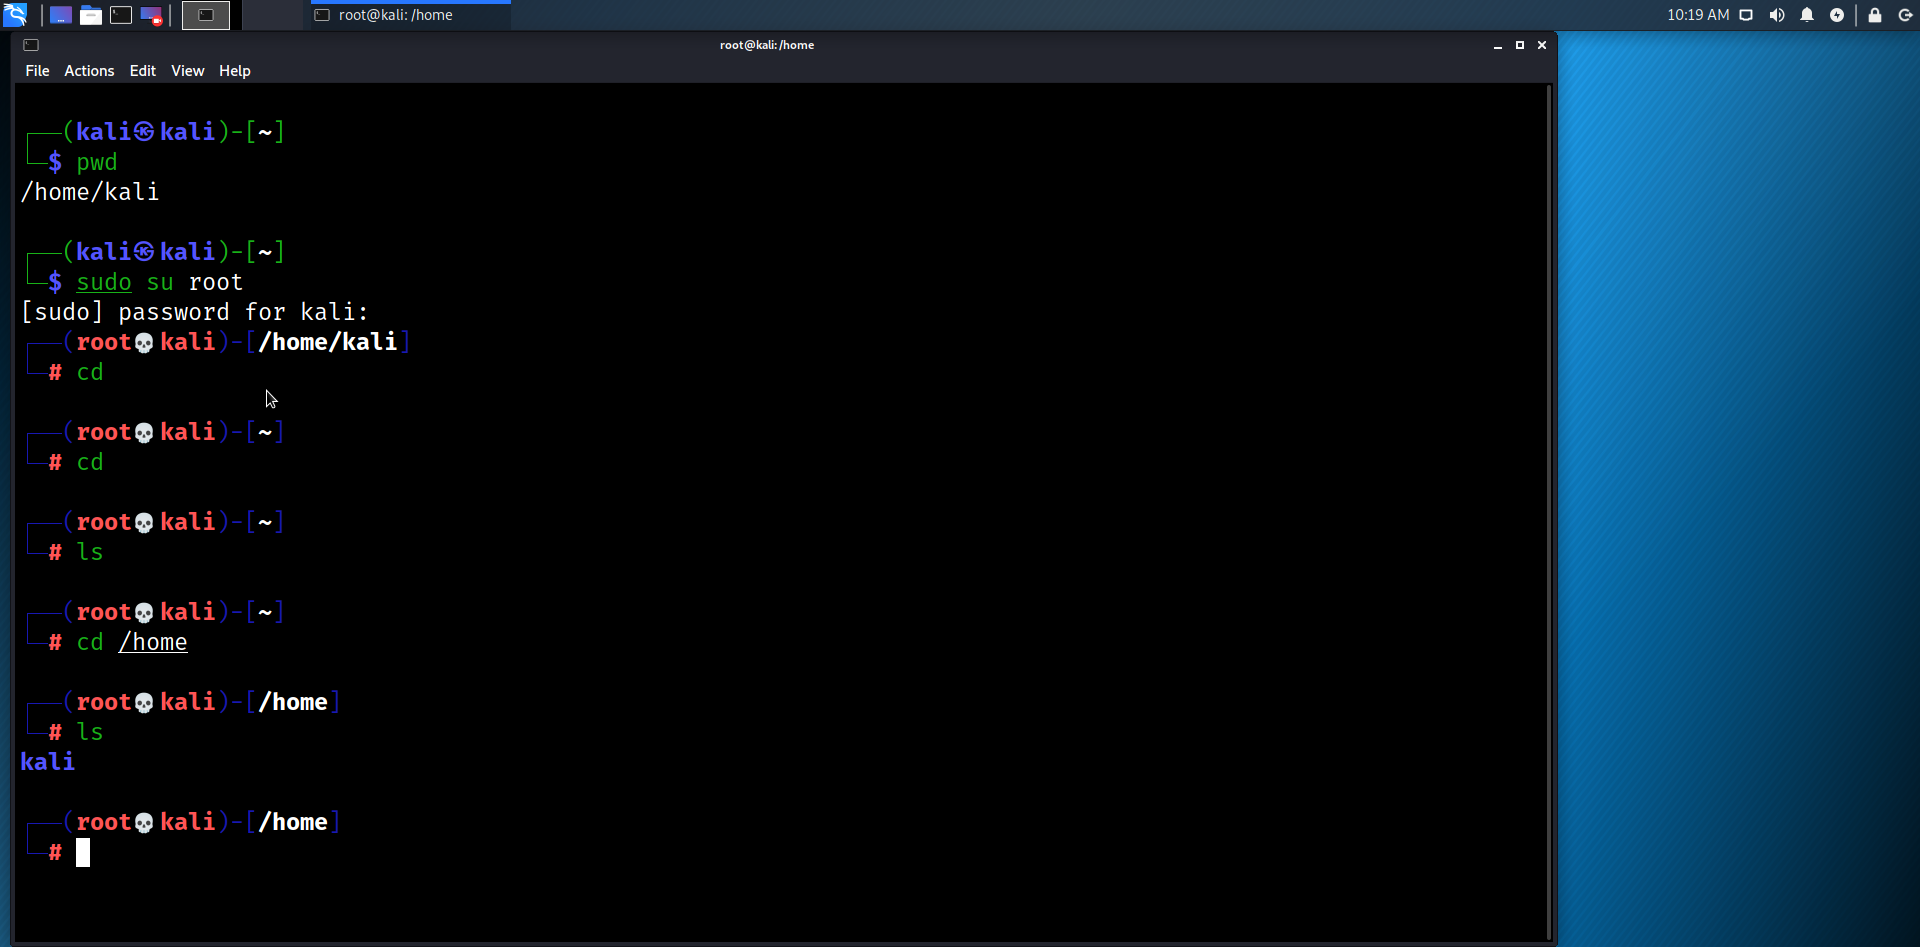 root@kali: /home
10:19 AM
root@kali:/home
File Actions Edit View Help
(kali㉿kali)-[~]
$ pwd
/home/kali
(kali㉿kali)-[~]
$ sudo su root
[sudo] password for kali:
(root💀kali)-[/home/kali]
# cd
(root💀kali)-[~]
# cd
(root💀kali)-[~]
# ls
(root💀kali)-[~]
# cd /home
(root💀kali)-[/home]
# ls
kali
(root💀kali)-[/home]
#